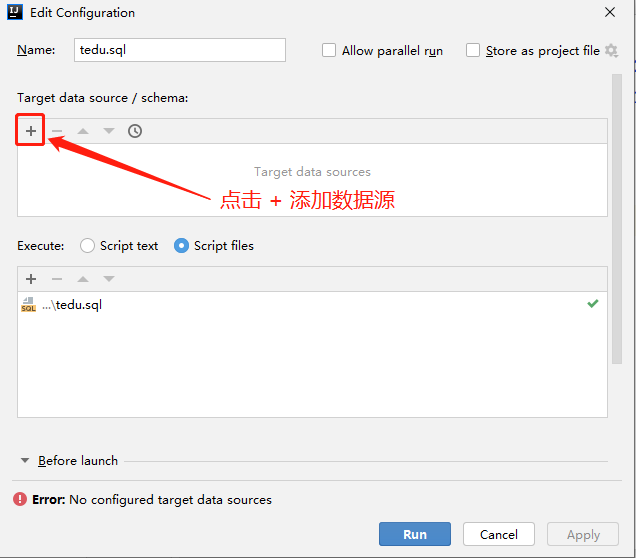 Edit Configuration
Name: tedu.sql Allow parallel run Store as project file
Target data source / schema:
Target data sources
点击 + 添加数据源
Execute: Script text Script files
SQL ...\tedu.sql
Before launch
Error: No configured target data sources
Run Cancel Apply